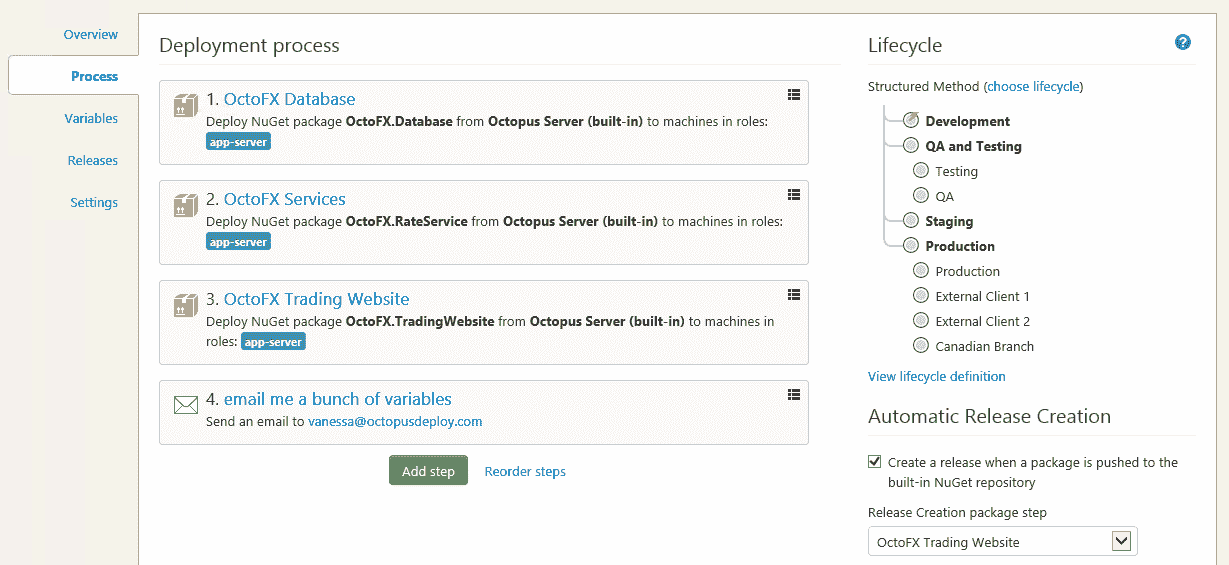 Overview
Process
Variables
Releases
Settings
Deployment process
1. OctoFX Database
Deploy NuGet package OctoFX.Database from Octopus Server (built-in) to machines in roles:
app-server
2. OctoFX Services
Deploy NuGet package OctoFX.RateService from Octopus Server (built-in) to machines in roles:
app-server
3. OctoFX Trading Website
Deploy NuGet package OctoFX.TradingWebsite from Octopus Server (built-in) to machines in
roles: app-server
4. email me a bunch of variables
Send an email to vanessa@octopusdeploy.com
Add step Reorder steps
Lifecycle ?
Structured Method (choose lifecycle)
Development
QA and Testing
Testing
QA
Staging
Production
Production
External Client 1
External Client 2
Canadian Branch
View lifecycle definition
Automatic Release Creation
Create a release when a package is pushed to the
built-in NuGet repository
Release Creation package step
OctoFX Trading Website